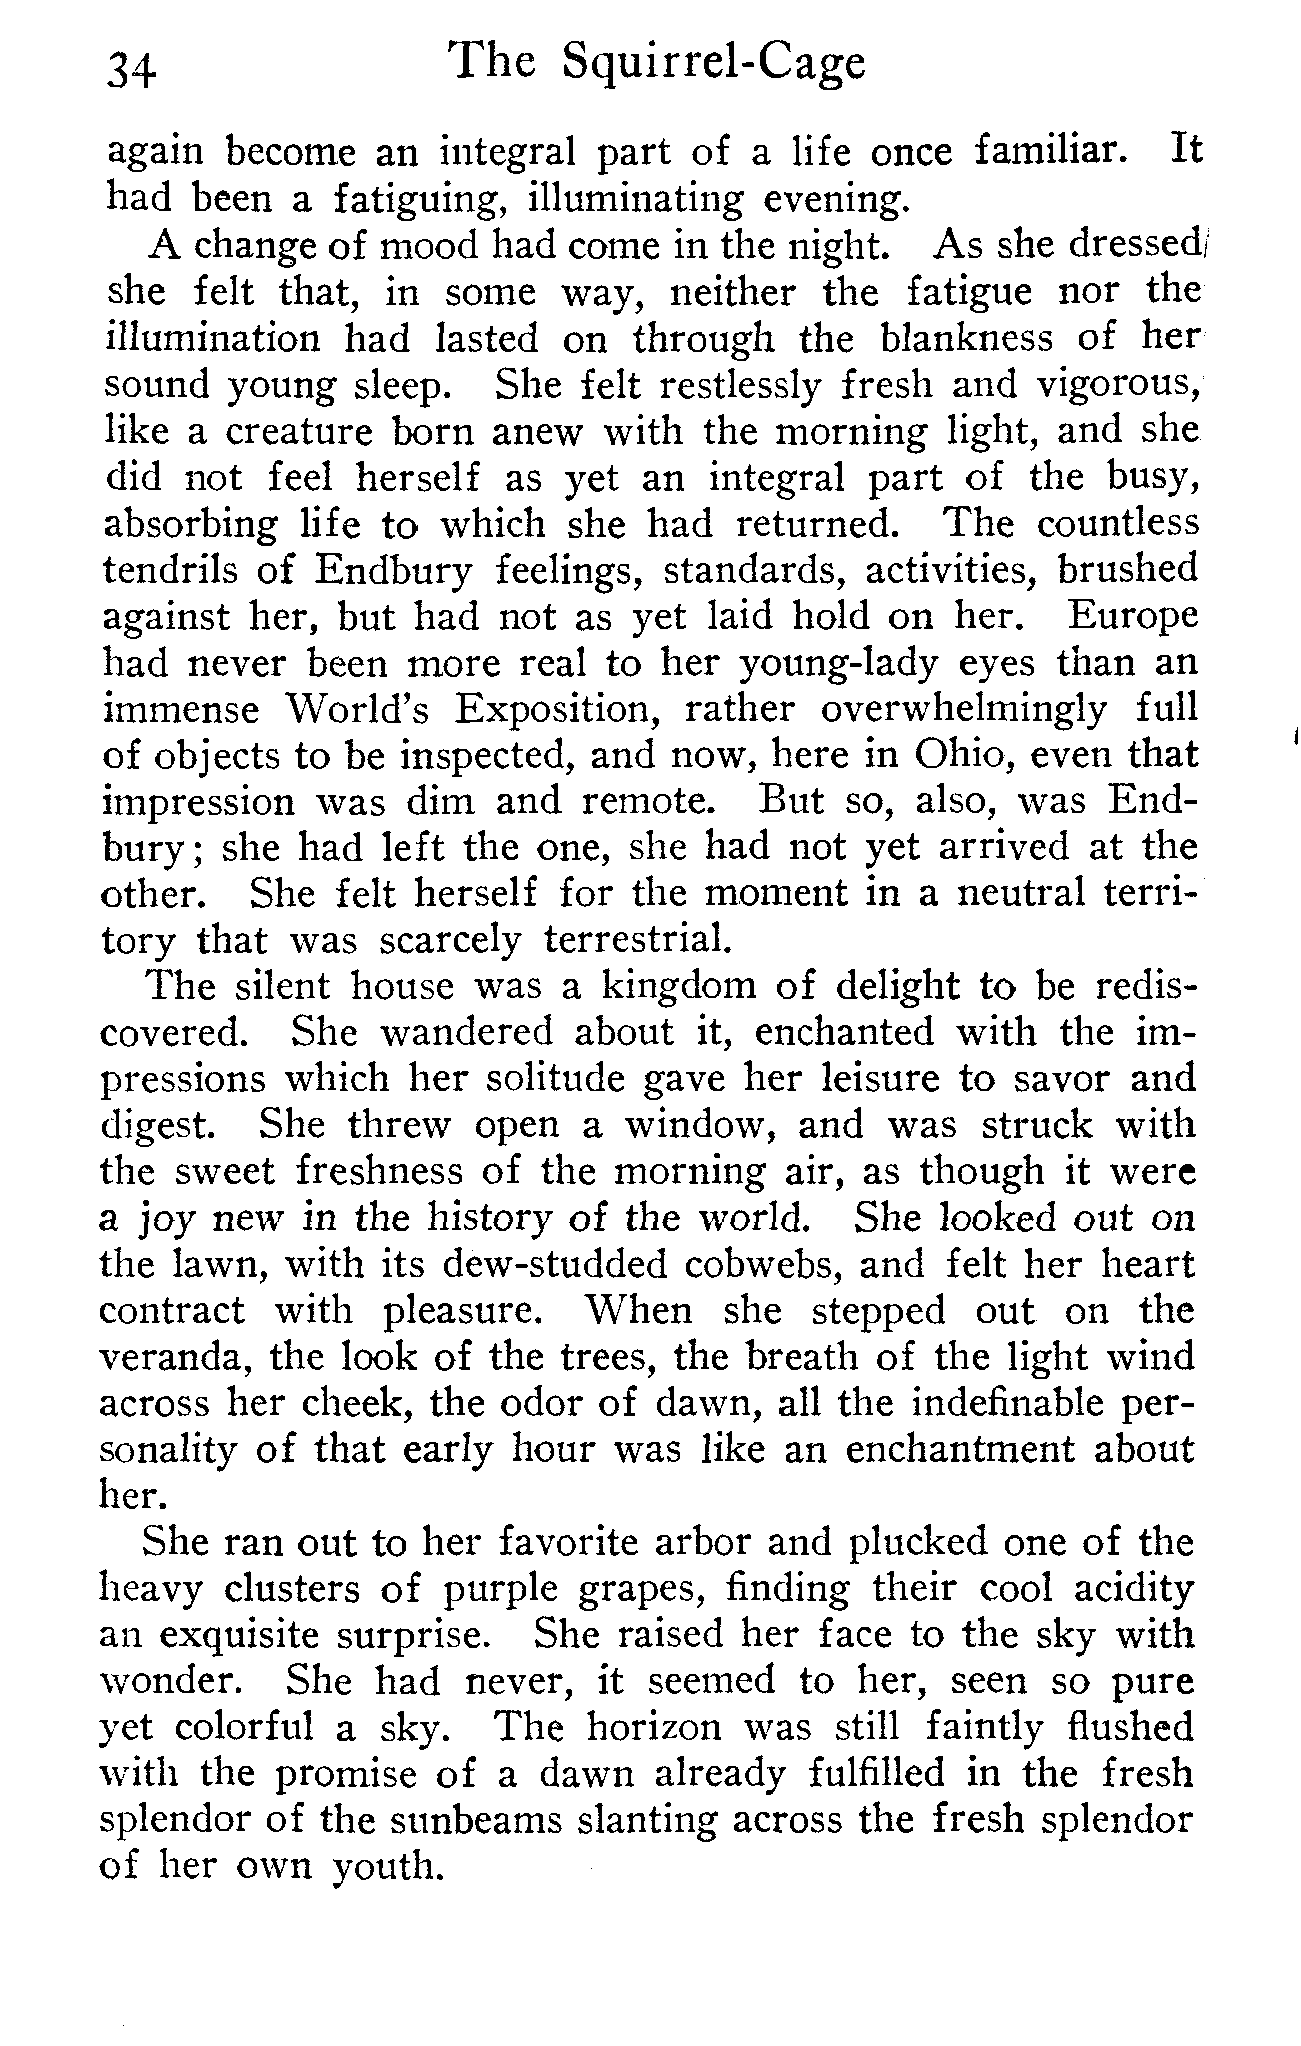 34 The Squirrel-Cage
again become an integral part of a life once familiar. It
had been a fatiguing, illuminating evening.
A change of mood had come in the night. As she dressed
she felt that, in some way, neither the fatigue nor the
illumination had lasted on through the blankness of her
sound young sleep. She felt restlessly fresh and vigorous,
like a creature born anew with the morning light, and she
did not feel herself as yet an integral part of the busy,
absorbing life to which she had returned. The countless
tendrils of Endbury feelings, standards, activities, brushed
against her, but had not as yet laid hold on her. Europe
had never been more real to her young-lady eyes than an
immense World's Exposition, rather overwhelmingly full
of objects to be inspected, and now, here in Ohio, even that
impression was dim and remote. But so, also, was End-
bury; she had left the one, she had not yet arrived at the
other. She felt herself for the moment in a neutral terri-
tory that was scarcely terrestrial.
The silent house was a kingdom of delight to be redis-
covered. She wandered about it, enchanted with the im-
pressions which her solitude gave her leisure to savor and
digest. She threw open a window, and was struck with
the sweet freshness of the morning air, as though it were
a joy new in the history of the world. She looked out on
the lawn, with its dew-studded cobwebs, and felt her heart
contract with pleasure. When she stepped out on the
veranda, the look of the trees, the breath of the light wind
across her cheek, the odor of dawn, all the indefinable per-
sonality of that early hour was like an enchantment about
her.
She ran out to her favorite arbor and plucked one of the
heavy clusters of purple grapes, finding their cool acidity
an exquisite surprise. She raised her face to the sky with
wonder. She had never, it seemed to her, seen so pure
yet colorful a sky. The horizon was still faintly flushed
with the promise of a dawn already fulfilled in the fresh
splendor of the sunbeams slanting across the fresh splendor
of her own youth.